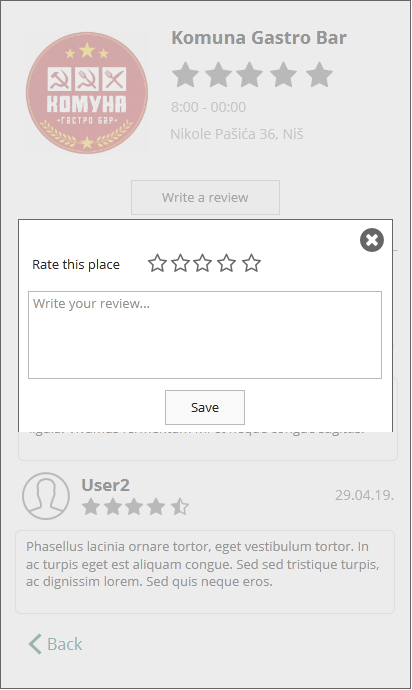 Komuna Gastro Bar
КОМУНА
•ГАСТРО БАР•
8:00 - 00:00
Nikole Pašića 36, Niš
Write a review
Rate this place
Write your review...
Save
User2
29.04.19.
Phasellus lacinia ornare tortor, eget vestibulum tortor. In
ac turpis eget est aliquam congue. Sed sed tristique turpis,
ac dignissim lorem. Sed quis neque eros.
Back